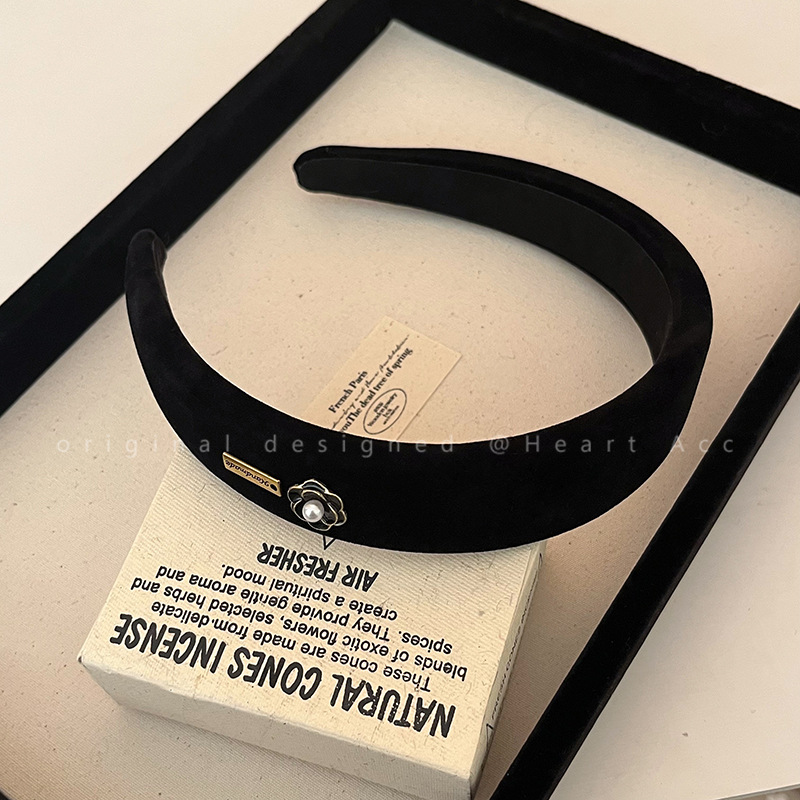 French Paris
The dead tree of spring
original designed @Heart Acc
Handmade
NATURAL CONES INCENSE
These cones are made from delicate
blends of exotic flowers, selected herbs and
spices. They provide gentle aroma and
create a spiritual mood.
AIR FRESHER